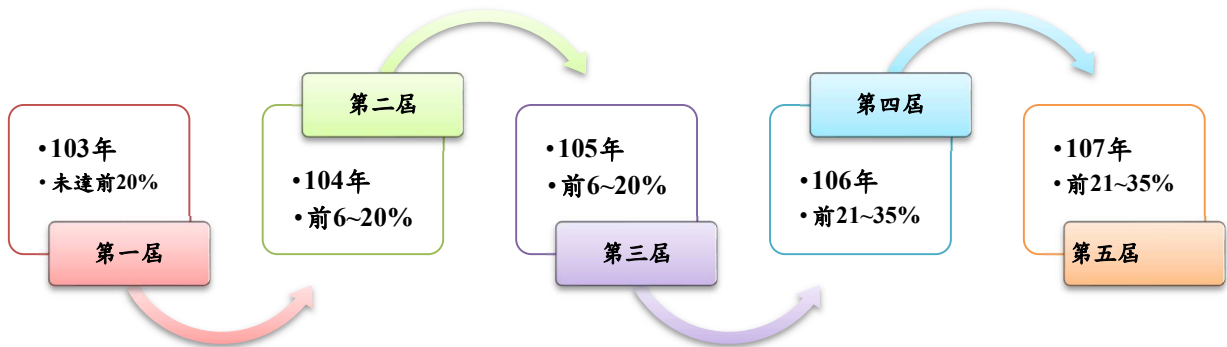 • 103年
• 未達前20%
第一屆
第二屆
• 104年
• 前6~20%
• 105年
• 前6~20%
第三屆
第四屆
• 106年
• 前21~35%
• 107年
• 前21~35%
第五屆